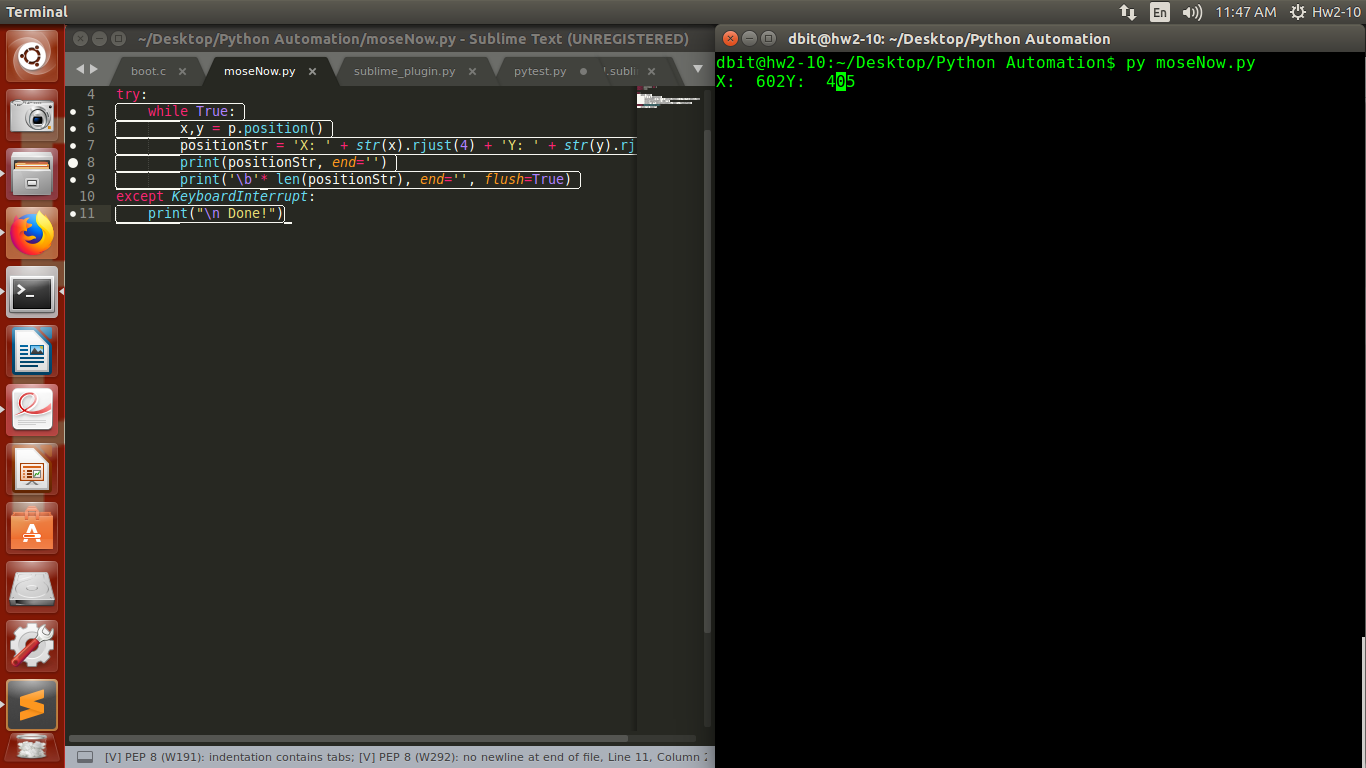 Terminal
En
11:47 AM
Hw2-10
~/Desktop/Python Automation/moseNow.py - Sublime Text (UNREGISTERED)
boot.c
moseNow.py
sublime_plugin.py
pytest.py
l.subli
4 try:
5 while True:
6 x,y = p.position()
7 positionStr = 'X: ' + str(x).rjust(4) + 'Y: ' + str(y).rj
8 print(positionStr, end='')
9 print('\b'* len(positionStr), end='', flush=True)
10 except KeyboardInterrupt:
11 print("\n Done!")
[V] PEP 8 (W191): indentation contains tabs; [V] PEP 8 (W292): no newline at end of file, Line 11, Column 2
dbit@hw2-10: ~/Desktop/Python Automation
dbit@hw2-10:~/Desktop/Python Automation$ py moseNow.py
X:  602Y:  405